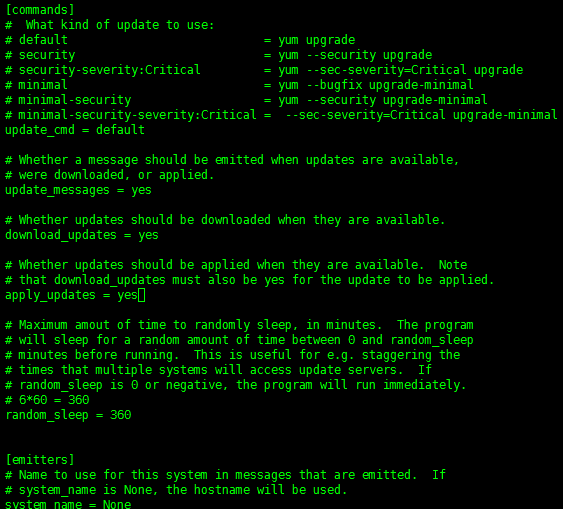 [commands]
#  What kind of update to use:
# default                            = yum upgrade
# security                           = yum --security upgrade
# security-severity:Critical         = yum --sec-severity=Critical upgrade
# minimal                            = yum --bugfix upgrade-minimal
# minimal-security                   = yum --security upgrade-minimal
# minimal-security-severity:Critical =  --sec-severity=Critical upgrade-minimal
update_cmd = default

# Whether a message should be emitted when updates are available,
# were downloaded, or applied.
update_messages = yes

# Whether updates should be downloaded when they are available.
download_updates = yes

# Whether updates should be applied when they are available.  Note
# that download_updates must also be yes for the update to be applied.
apply_updates = yes

# Maximum amout of time to randomly sleep, in minutes.  The program
# will sleep for a random amount of time between 0 and random_sleep
# minutes before running.  This is useful for e.g. staggering the
# times that multiple systems will access update servers.  If
# random_sleep is 0 or negative, the program will run immediately.
# 6*60 = 360
random_sleep = 360


[emitters]
# Name to use for this system in messages that are emitted.  If
# system_name is None, the hostname will be used.
system_name = None